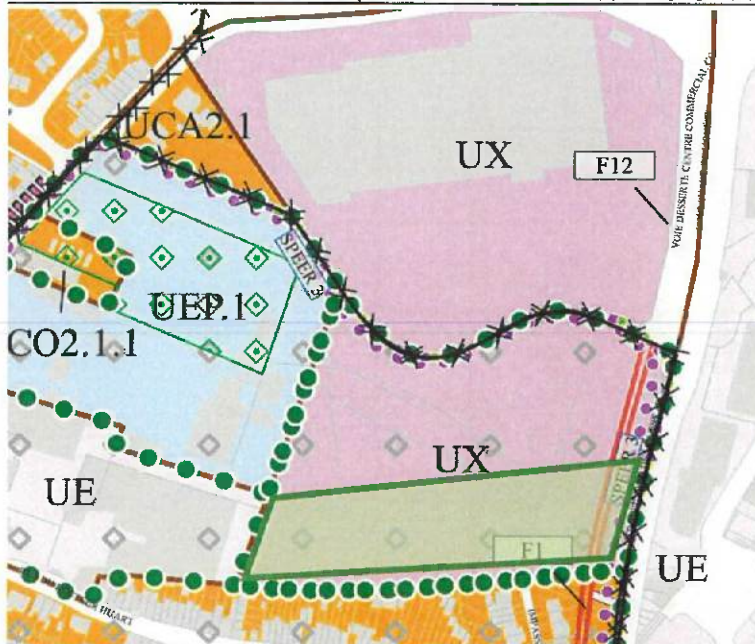 UCA2.1
UX
F12
VOIE DESSERTE CENTRE COMMERCIAL
SPEER 3
UEP.1
CO2.1.1
UX
SPEER 3
UE
F1
UE
HUART